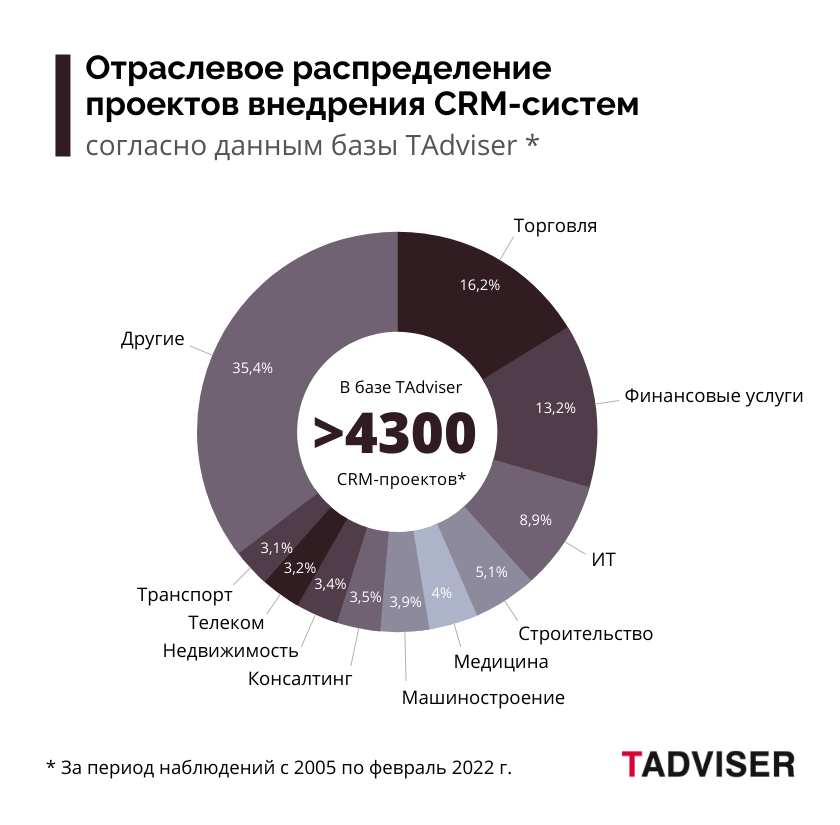 Отраслевое распределение
проектов внедрения CRM-систем
согласно данным базы TAdviser *
Торговля
16,2%
Другие
35,4%
В базе TAdviser
>4300
CRM-проектов*
13,2%
Финансовые услуги
8,9%
ИТ
3,1%
3,2%
3,4%
3,5%
3,9%
4%
5,1%
Транспорт
Телеком
Недвижимость
Консалтинг
Машиностроение
Медицина
Строительство
* За период наблюдений с 2005 по февраль 2022 г.
TADVISER